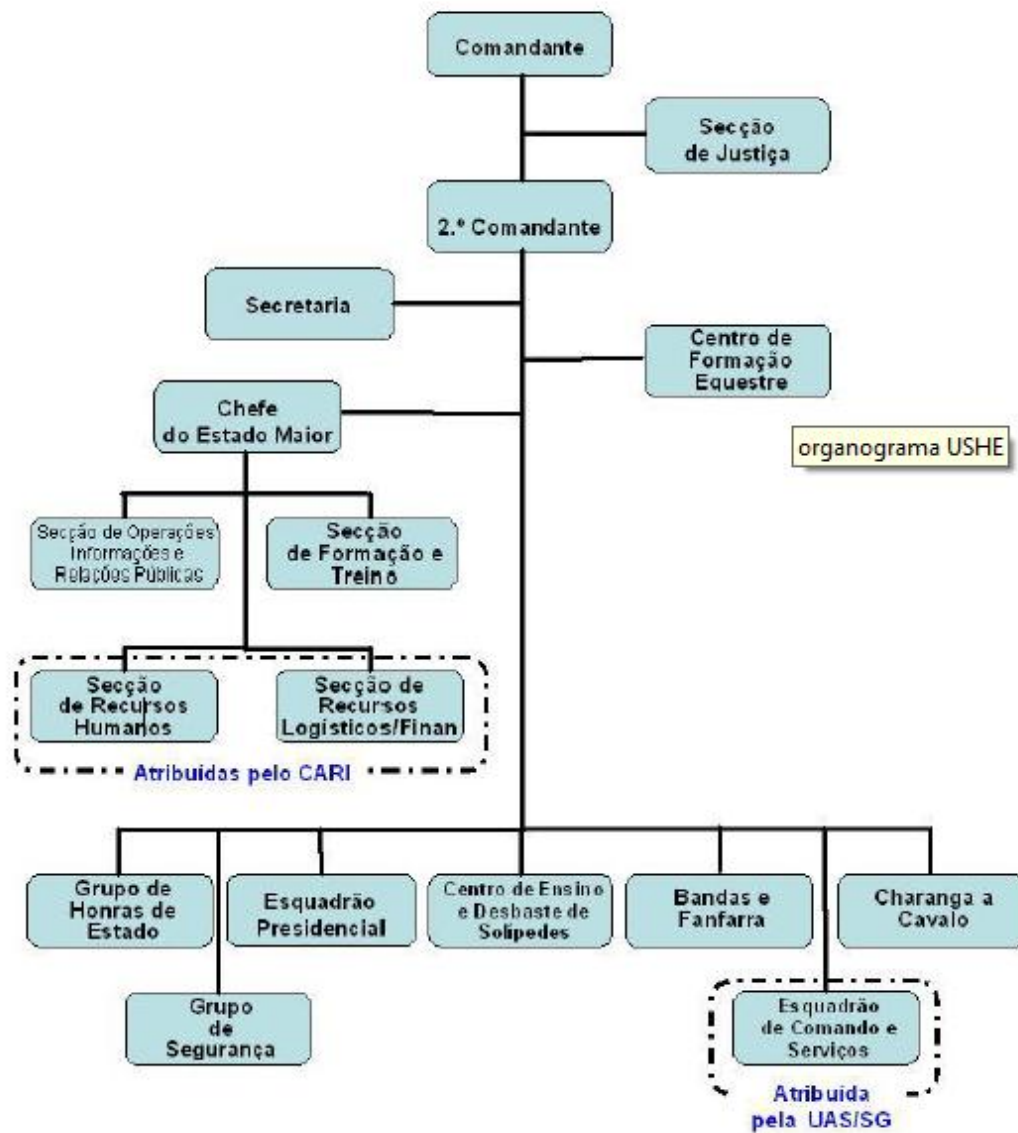 Comandante
Secção
de Justiça
2.º Comandante
Secretaria
Centro de
Formação
Equestre
Chefe
do Estado Maior
organograma USHE
Secção de Operações
Informações e
Relações Públicas
Secção
de Formação e
Treino
Secção
de Recursos
Humanos
Secção de
Recursos
Logísticos/Finan
Atribuídas pelo CARI
Grupo de
Honras de
Estado
Esquadrão
Presidencial
Centro de Ensino
e Desbaste de
Solípedes
Bandas e
Fanfarra
Charanga a
Cavalo
Grupo
de
Segurança
Esquadrão
de Comando e
Serviços
Atribuída
pela UAS/SG